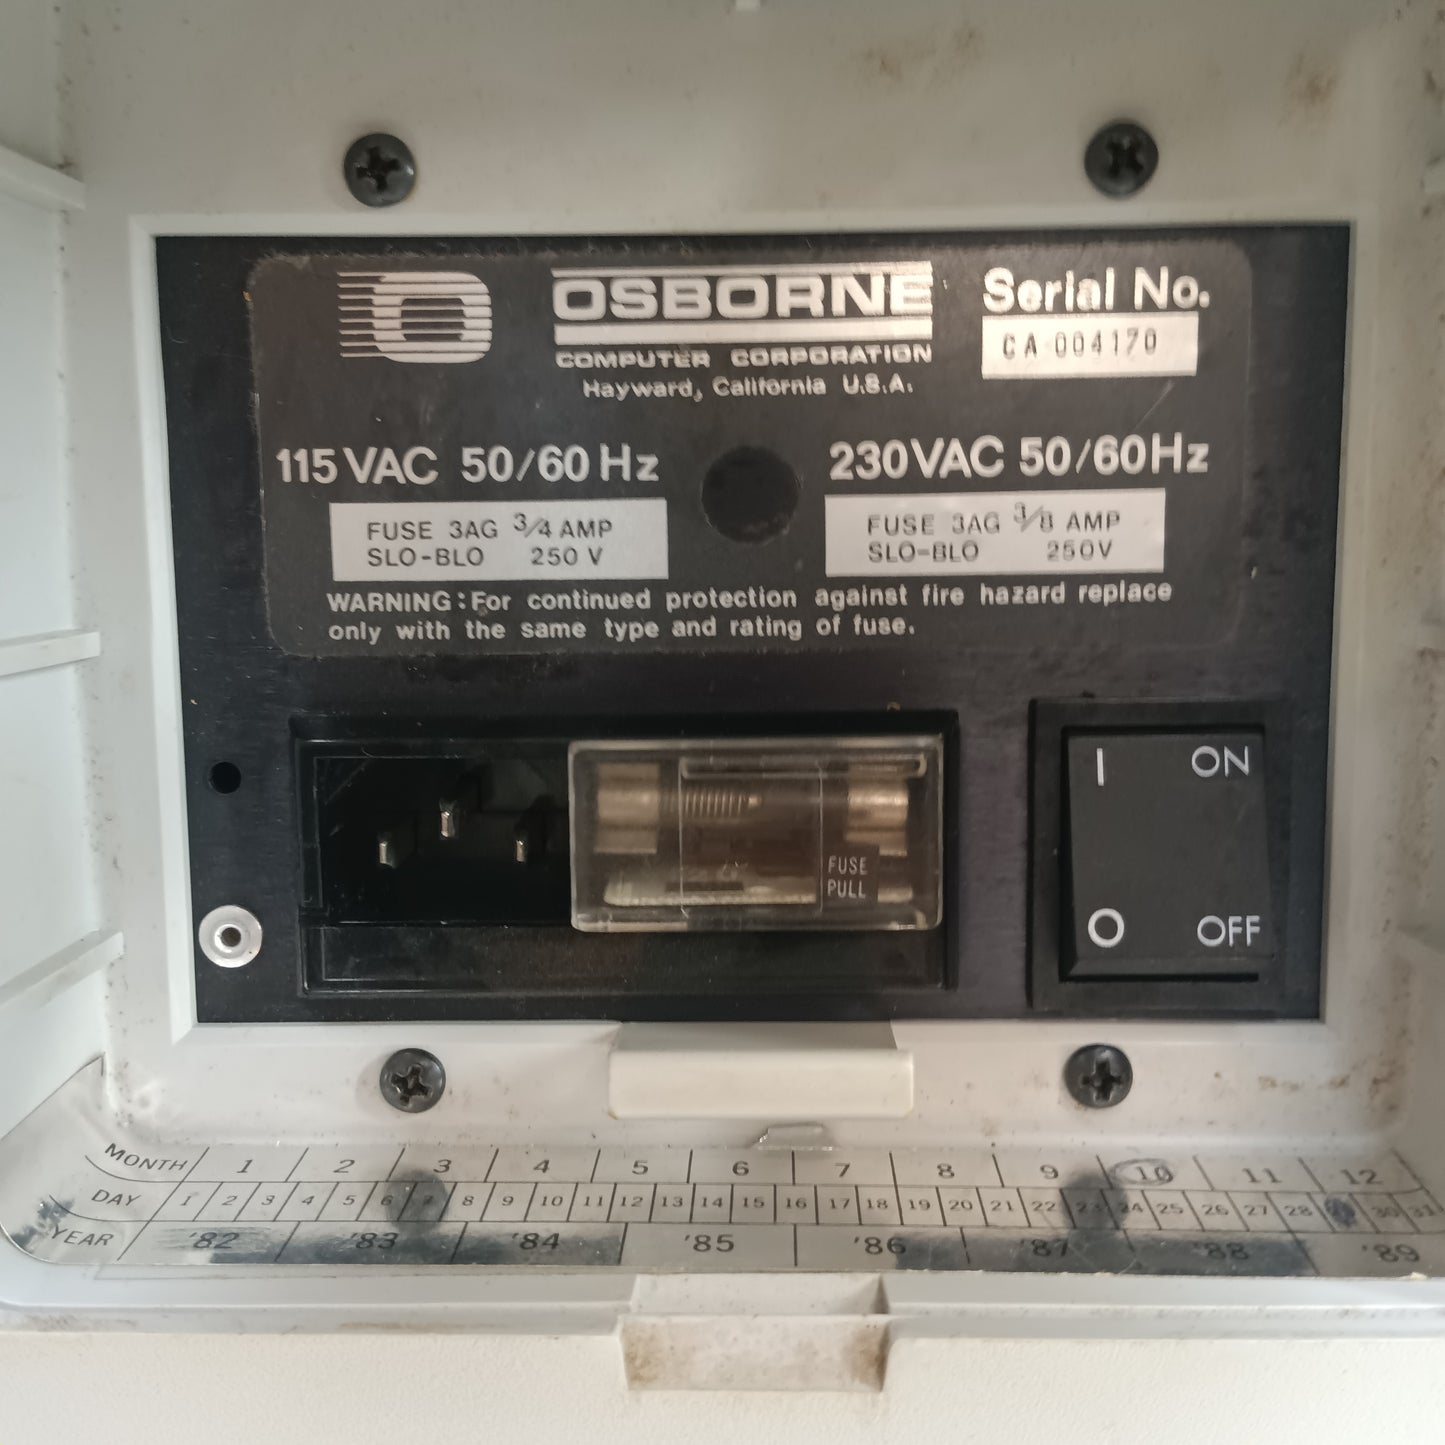 OSBORNE
COMPUTER CORPORATION
Hayward, California U.S.A.
Serial No.
CA 004170
115 VAC 50/60 Hz
FUSE 3AG 3/4 AMP
SLO-BLO 250 V
230VAC 50/60Hz
FUSE 3AG 3/8 AMP
SLO-BLO 250V
WARNING: For continued protection against fire hazard replace
only with the same type and rating of fuse.
FUSE
PULL
I ON
O OFF
MONTH 1 2 3 4 5 6 7 8 9 10 11 12
DAY 1 2 3 4 5 6 7 8 9 10 11 12 13 14 15 16 17 18 19 20 21 22 23 24 25 26 27 28 29 30 31
YEAR '82 '83 '84 '85 '86 '87 '88 '89